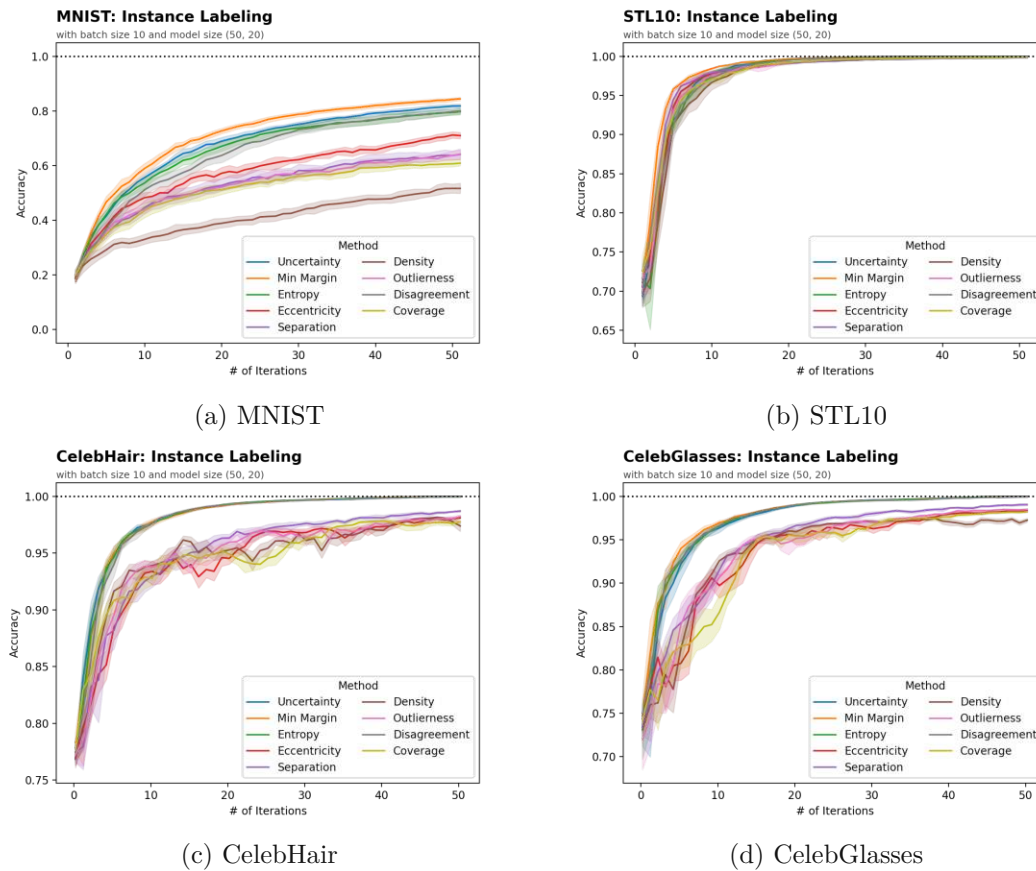 MNIST: Instance Labeling
with batch size 10 and model size (50, 20)
1.0
0.8
0.6
0.4
0.2
0.0
Accuracy
Method
Uncertainty
Min Margin
Entropy
Eccentricity
Separation
Density
Outlierness
Disagreement
Coverage
0 10 20 30 40 50
# of Iterations
(a) MNIST
STL10: Instance Labeling
with batch size 10 and model size (50, 20)
1.00
0.95
0.90
0.85
0.80
0.75
0.70
0.65
Accuracy
Method
Uncertainty
Min Margin
Entropy
Eccentricity
Separation
Density
Outlierness
Disagreement
Coverage
0 10 20 30 40 50
# of Iterations
(b) STL10
CelebHair: Instance Labeling
with batch size 10 and model size (50, 20)
1.00
0.95
0.90
0.85
0.80
0.75
Accuracy
Method
Uncertainty
Min Margin
Entropy
Eccentricity
Separation
Density
Outlierness
Disagreement
Coverage
0 10 20 30 40 50
# of Iterations
(c) CelebHair
CelebGlasses: Instance Labeling
with batch size 10 and model size (50, 20)
1.00
0.95
0.90
0.85
0.80
0.75
0.70
Accuracy
Method
Uncertainty
Min Margin
Entropy
Eccentricity
Separation
Density
Outlierness
Disagreement
Coverage
0 10 20 30 40 50
# of Iterations
(d) CelebGlasses